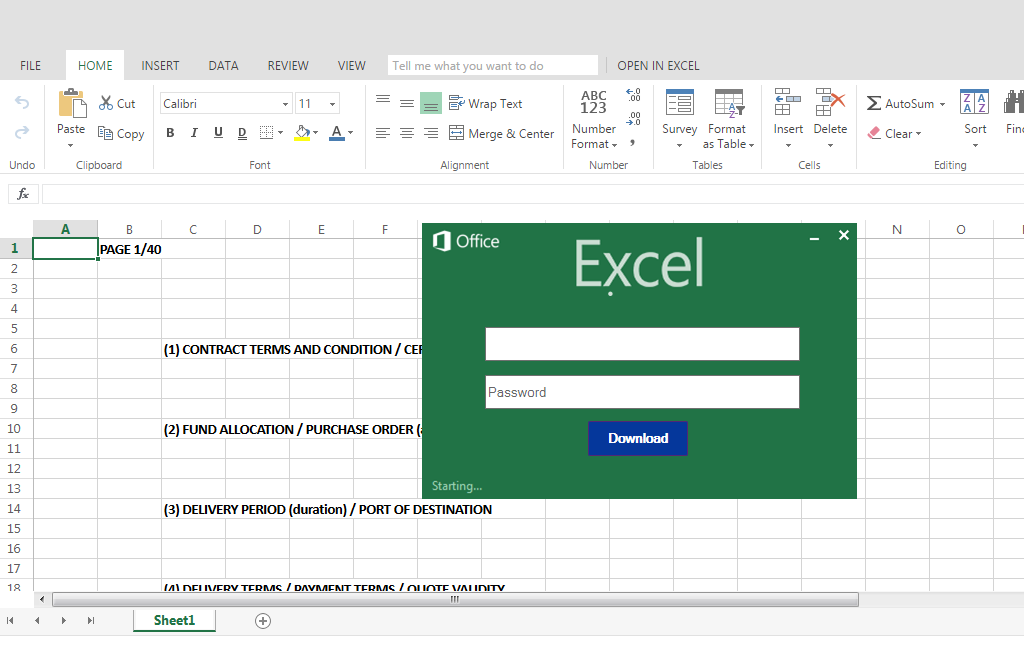 FILE HOME INSERT DATA REVIEW VIEW Tell me what you want to do OPEN IN EXCEL
Cut Calibri 11 Wrap Text ABC 123 .00 .00 AutoSum
Paste Copy B I U D A Merge & Center Number Format Survey Format as Table Insert Delete Clear Sort
Undo Clipboard Font Alignment Number Tables Cells Editing
fx
A B C D E F N O
1 PAGE 1/40
2
3
4
5
6 (1) CONTRACT TERMS AND CONDITION /
7
8
9
10 (2) FUND ALLOCATION / PURCHASE ORDER
11
12
13
14 (3) DELIVERY PERIOD (duration) / PORT OF DESTINATION
15
16
17
18 (4) DELIVERY TERMS / PAYMENT TERMS / QUOTE VALIDITY
Office
Excel
Password
Download
Starting...
Sheet1